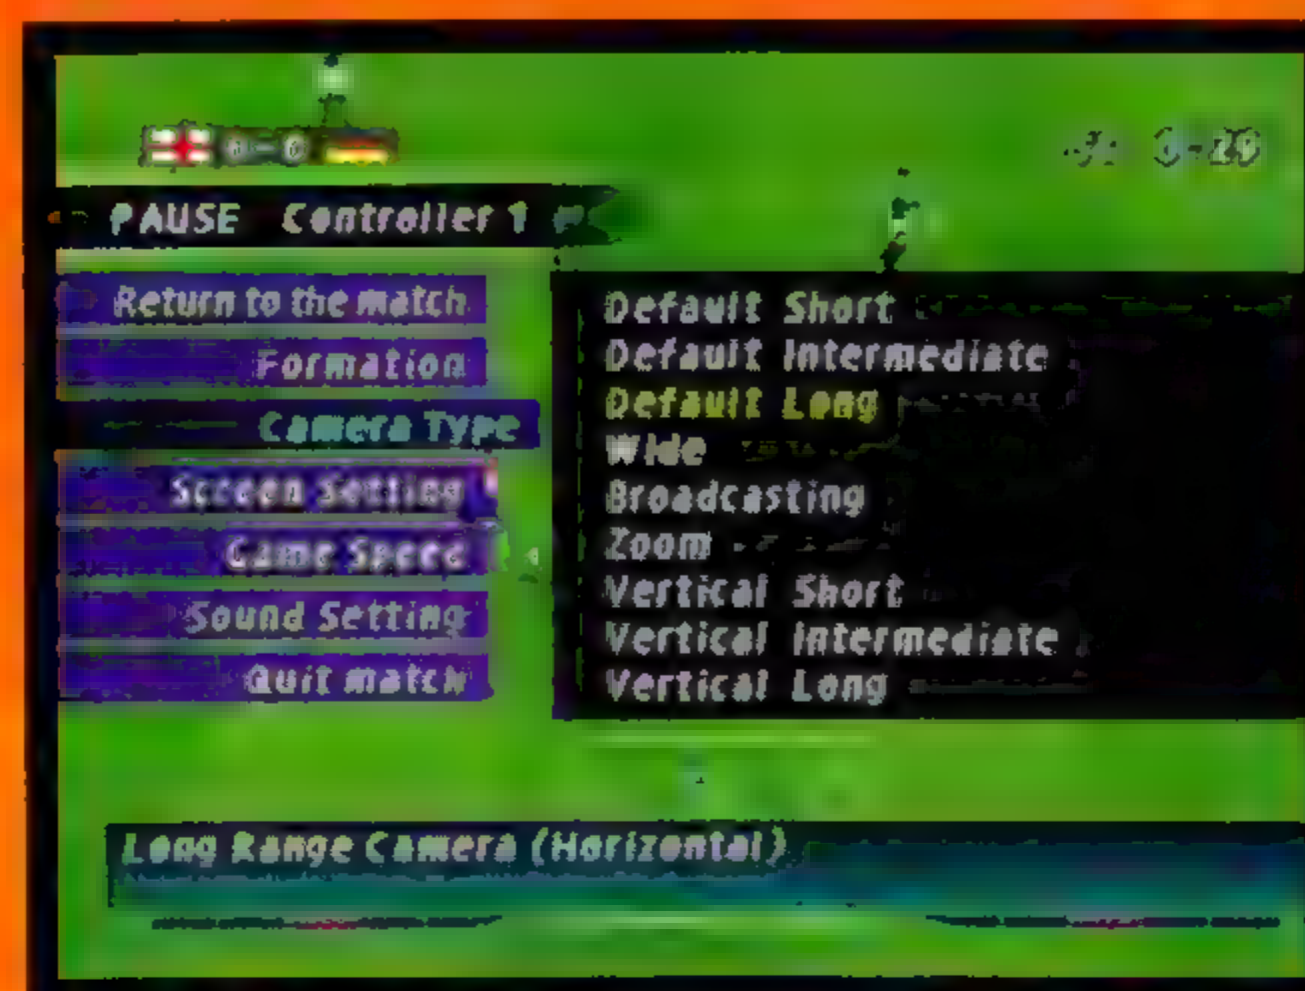 0-0
PAUSE Controller 1
Return to the match
Formation
Camera Type
Screen Setting
Game Speed
Sound Setting
Quit match
Default Short
Default Intermediate
Default Long
Wide
Broadcasting
Zoom
Vertical Short
Vertical Intermediate
Vertical Long
Long Range Camera (Horizontal)